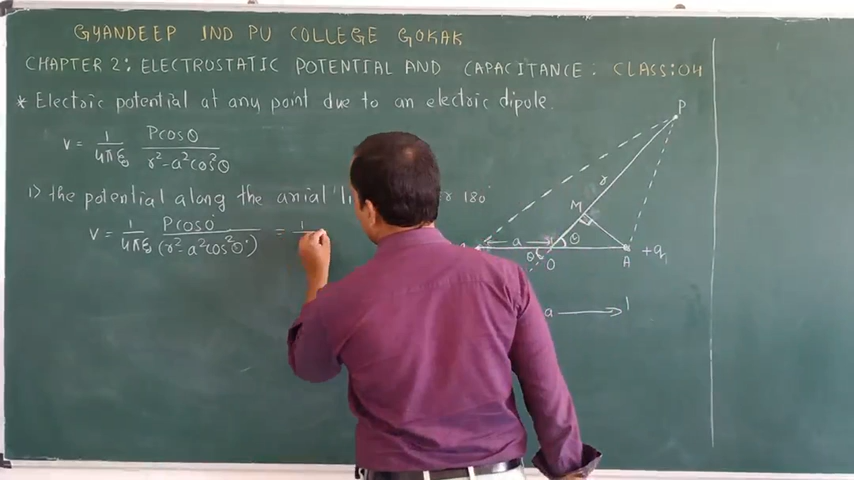 GYANDEEP IND PU COLLEGE GOKAK
CHAPTER 2: ELECTROSTATIC POTENTIAL AND CAPACITANCE. CLASS:04
* Electric potential at any point due to an electric dipole.
V = 1/4πε₀ Pcosθ/r²-a²cos²θ
1) the potential along the axial 180°
V = 1/4πε₀ Pcos0°/(r²-a²cos²0°) = 1
P
r
M
a
θ
θ
O
A
+q
a